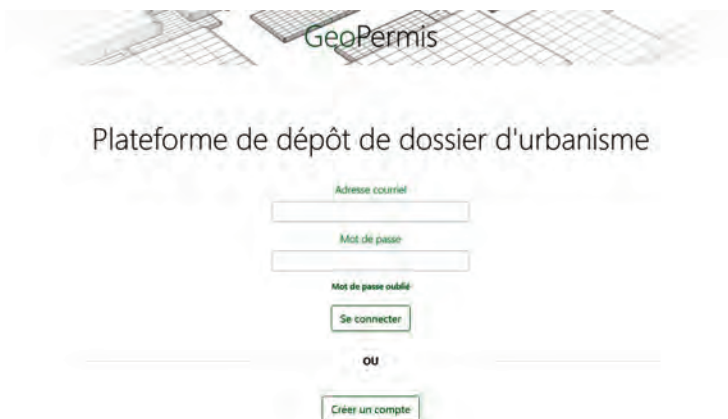 GeoPermis
Plateforme de dépôt de dossier d'urbanisme
Adresse courriel
Mot de passe
Mot de passe oublié
Se connecter
OU
Créer un compte